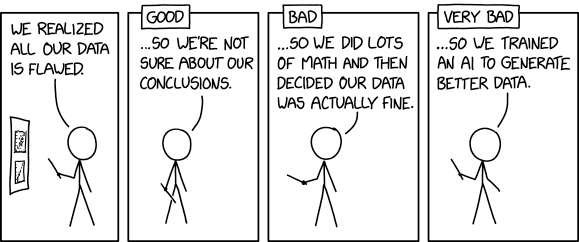 WE REALIZED
ALL OUR DATA
IS FLAWED.
GOOD
...SO WE'RE NOT
SURE ABOUT OUR
CONCLUSIONS.
BAD
...SO WE DID LOTS
OF MATH AND THEN
DECIDED OUR DATA
WAS ACTUALLY FINE.
VERY BAD
...SO WE TRAINED
AN AI TO GENERATE
BETTER DATA.